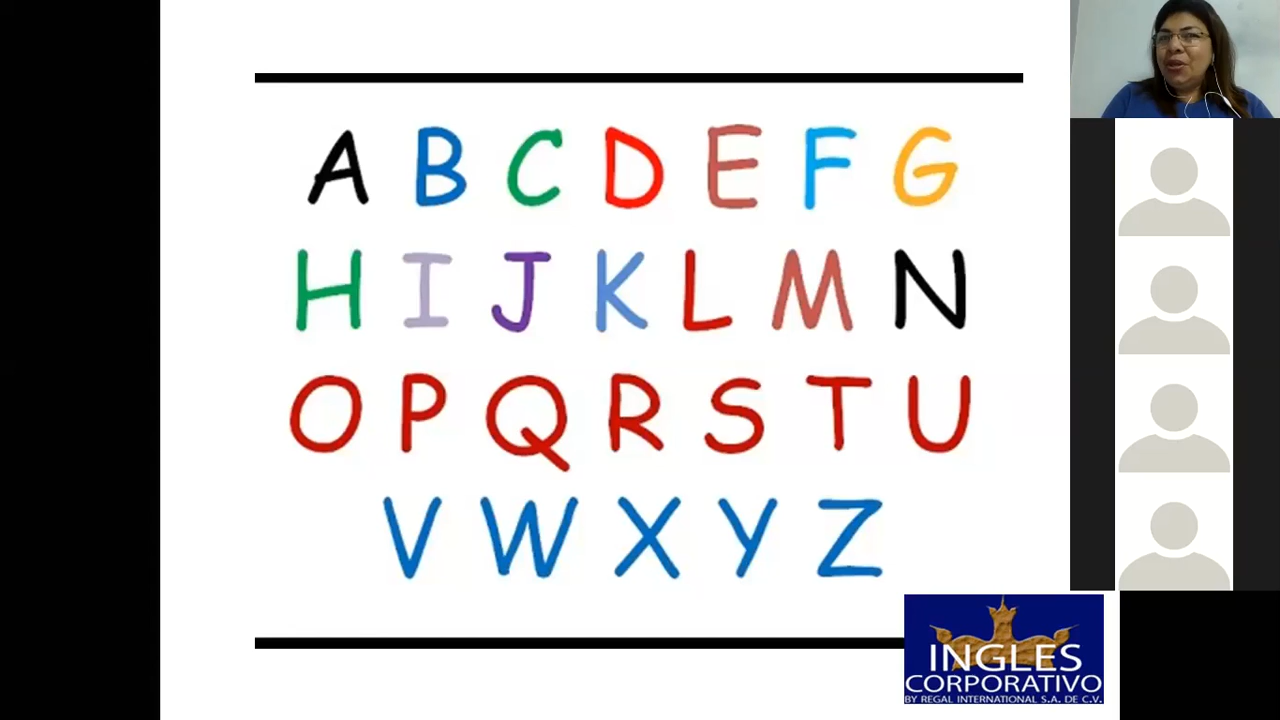 A B C D E F G
H I J K L M N
O P Q R S T U
V W X Y Z
INGLES
CORPORATIVO
BY REGAL INTERNATIONAL S.A. DE C.V.